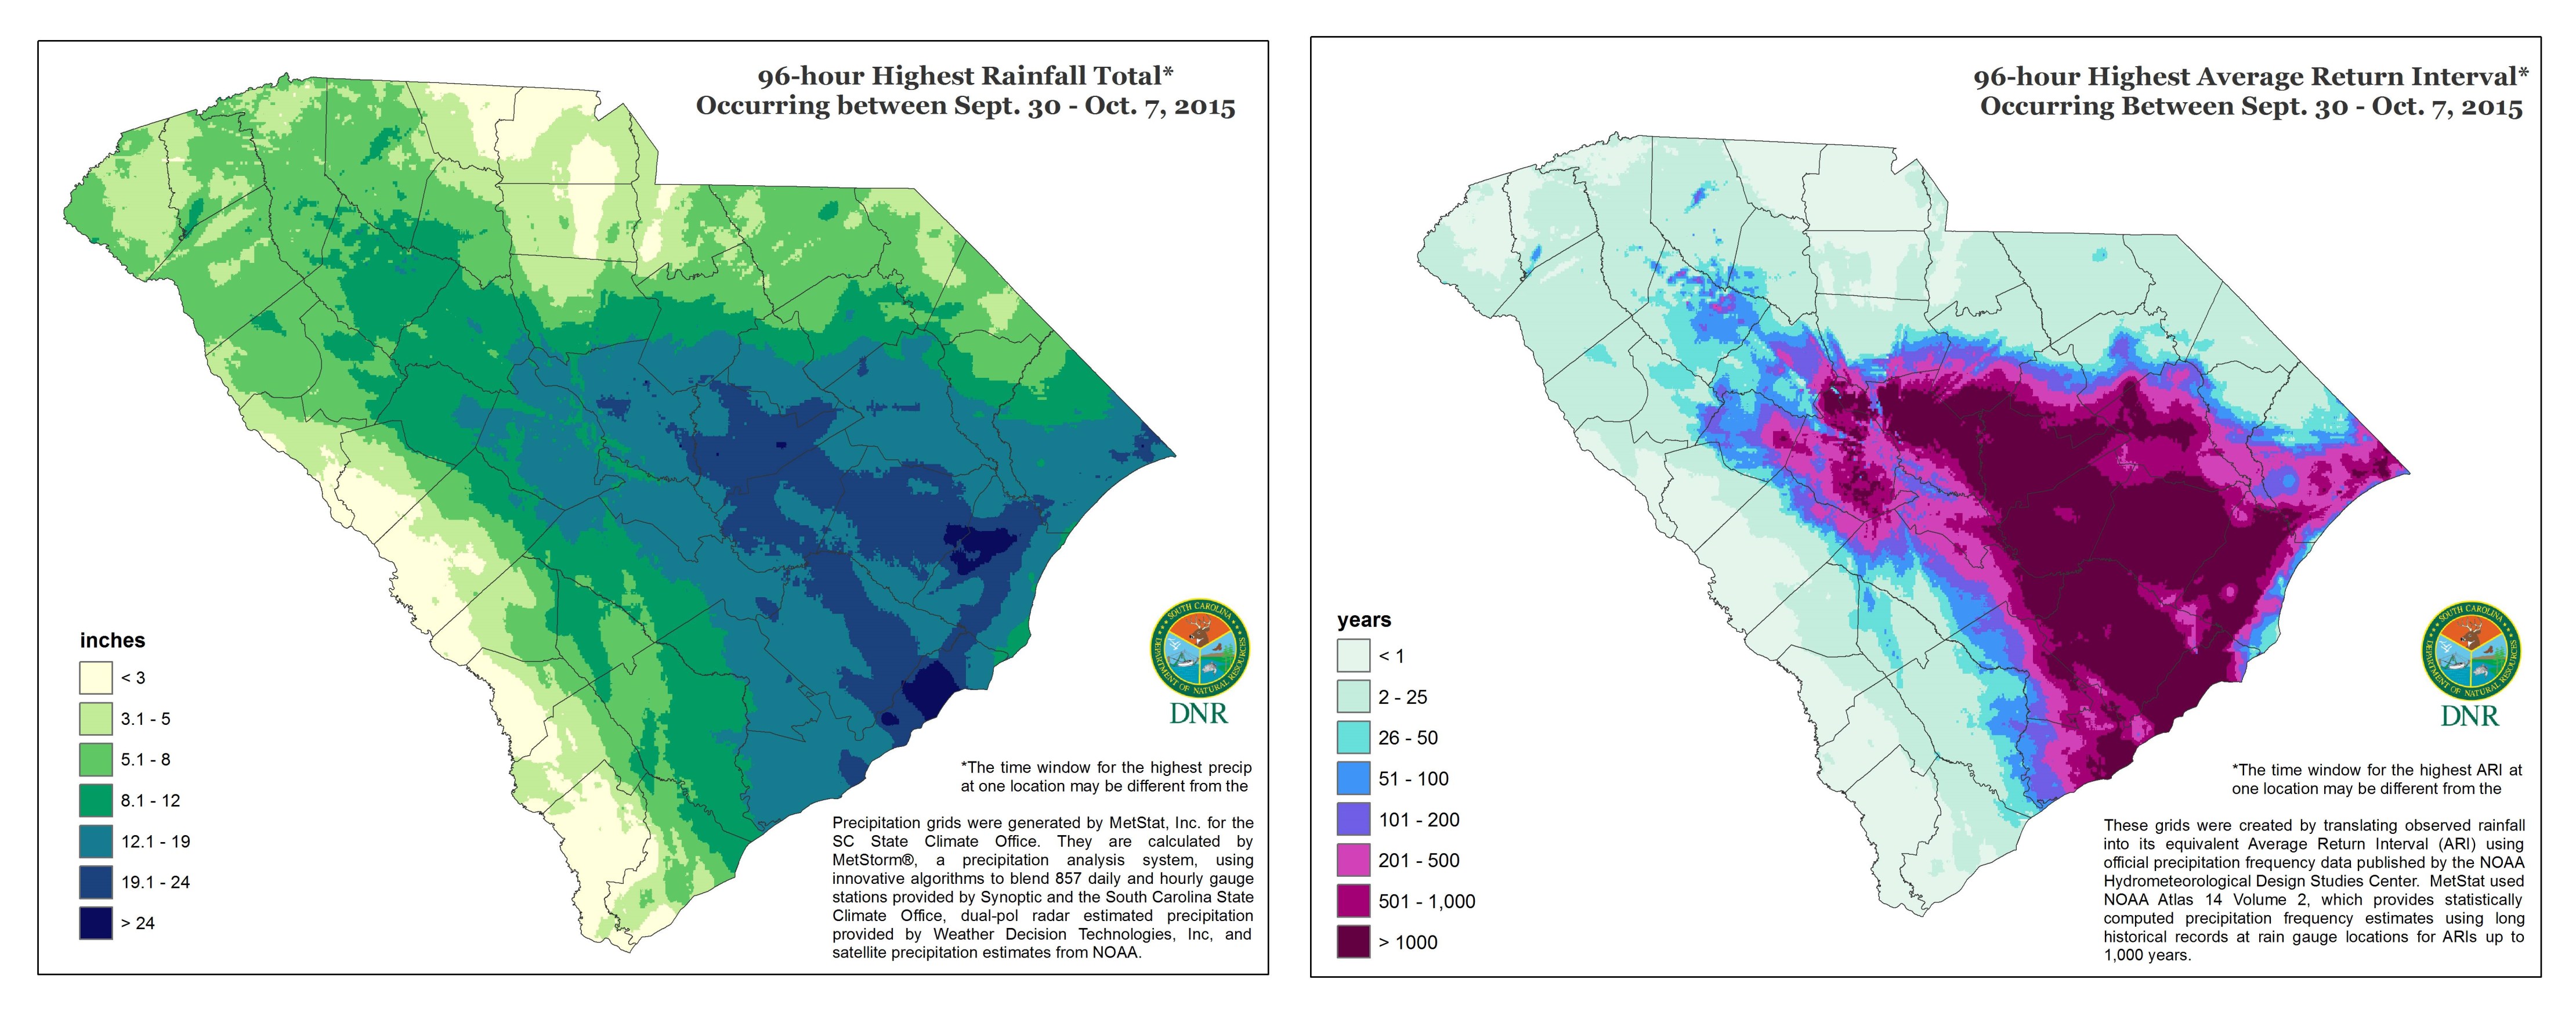 96-hour Highest Rainfall Total*
Occurring between Sept. 30 - Oct. 7, 2015
inches
< 3
3.1 - 5
5.1 - 8
8.1 - 12
12.1 - 19
19.1 - 24
> 24
SOUTH CAROLINA
DEPARTMENT OF NATURAL RESOURCES
DNR
*The time window for the highest precip
at one location may be different from the
Precipitation grids were generated by MetStat, Inc. for the
SC State Climate Office. They are calculated by
MetStorm®, a precipitation analysis system, using
innovative algorithms to blend 857 daily and hourly gauge
stations provided by Synoptic and the South Carolina State
Climate Office, dual-pol radar estimated precipitation
provided by Weather Decision Technologies, Inc, and
satellite precipitation estimates from NOAA.
96-hour Highest Average Return Interval*
Occurring Between Sept. 30 - Oct. 7, 2015
years
< 1
2 - 25
26 - 50
51 - 100
101 - 200
201 - 500
501 - 1,000
> 1000
SOUTH CAROLINA
DEPARTMENT OF NATURAL RESOURCES
DNR
*The time window for the highest ARI at
one location may be different from the
These grids were created by translating observed rainfall
into its equivalent Average Return Interval (ARI) using
official precipitation frequency data published by the NOAA
Hydrometeorological Design Studies Center. MetStat used
NOAA Atlas 14 Volume 2, which provides statistically
computed precipitation frequency estimates using long
historical records at rain gauge locations for ARIs up to
1,000 years.